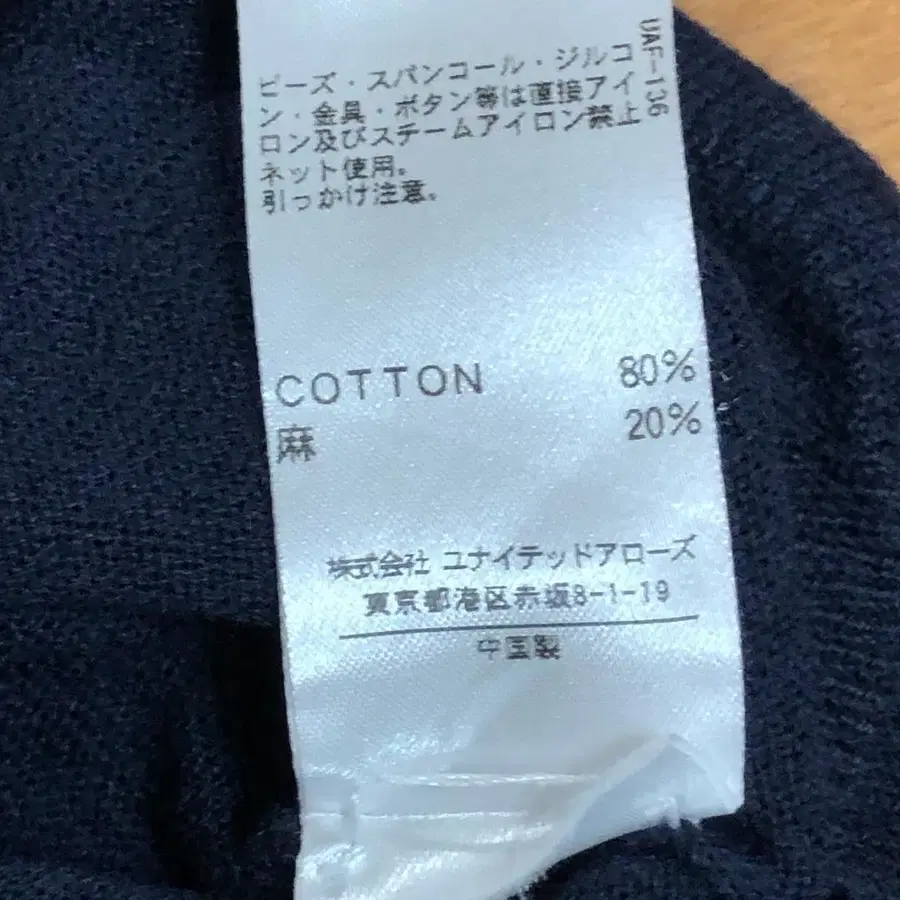 UAF-136
ビーズ・スパンコール・ジルコ
ン・金具・ボタン等は直接アイ
ロン及びスチームアイロン禁止
ネット使用。
引っかけ注意。
COTTON 80%
麻 20%
株式会社 ユナイテッドアローズ
東京都港区赤坂8-1-19
中国製